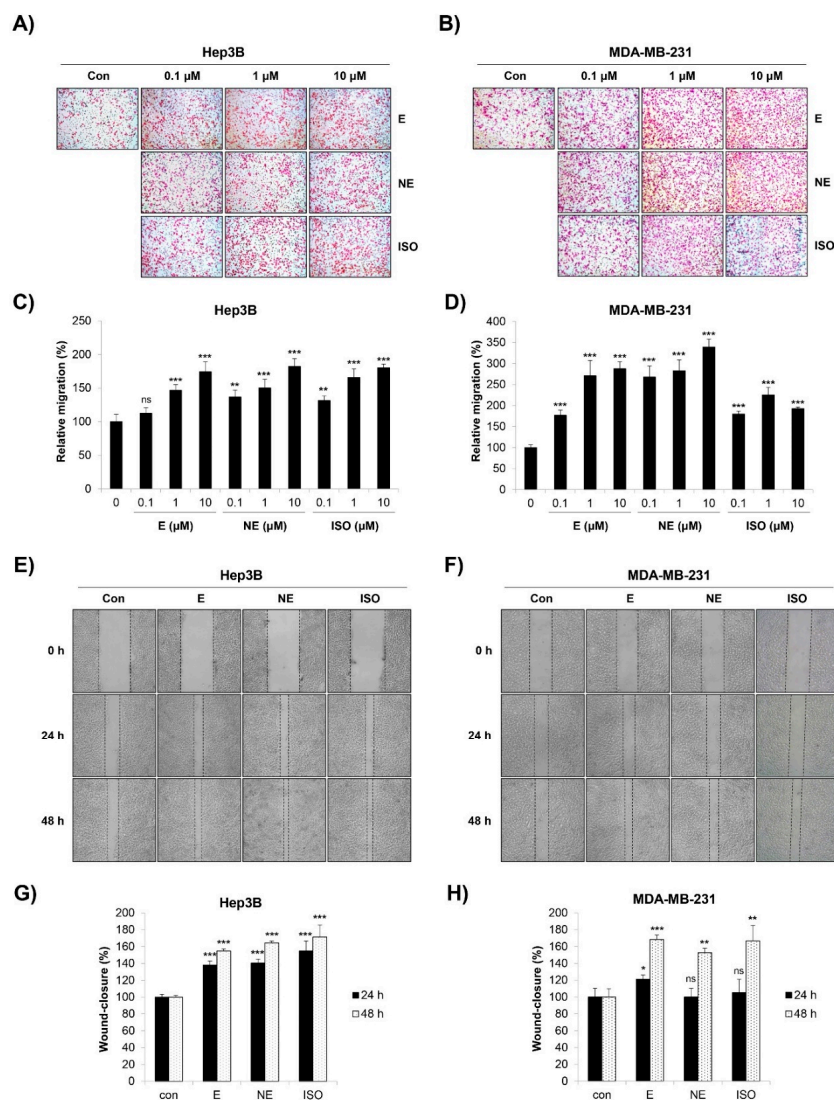 A)
Hep3B
Con 0.1 µM 1 µM 10 µM
E
NE
ISO
B)
MDA-MB-231
Con 0.1 µM 1 µM 10 µM
E
NE
ISO
C)
Hep3B
Relative migration (%)
250
200
150
100
50
0
ns *** *** ** *** *** ** *** ***
0 0.1 1 10 0.1 1 10 0.1 1 10
E (µM) NE (µM) ISO (µM)
D)
MDA-MB-231
Relative migration (%)
400
350
300
250
200
150
100
50
0
*** *** *** *** *** *** *** *** ***
0 0.1 1 10 0.1 1 10 0.1 1 10
E (µM) NE (µM) ISO (µM)
E)
Hep3B
Con E NE ISO
0 h
24 h
48 h
F)
MDA-MB-231
Con E NE ISO
0 h
24 h
48 h
G)
Hep3B
Wound-closure (%)
200
180
160
140
120
100
80
60
40
20
0
*** *** *** *** *** ***
con E NE ISO
24 h
48 h
H)
MDA-MB-231
Wound-closure (%)
200
180
160
140
120
100
80
60
40
20
0
* *** ns ** ns **
con E NE ISO
24 h
48 h